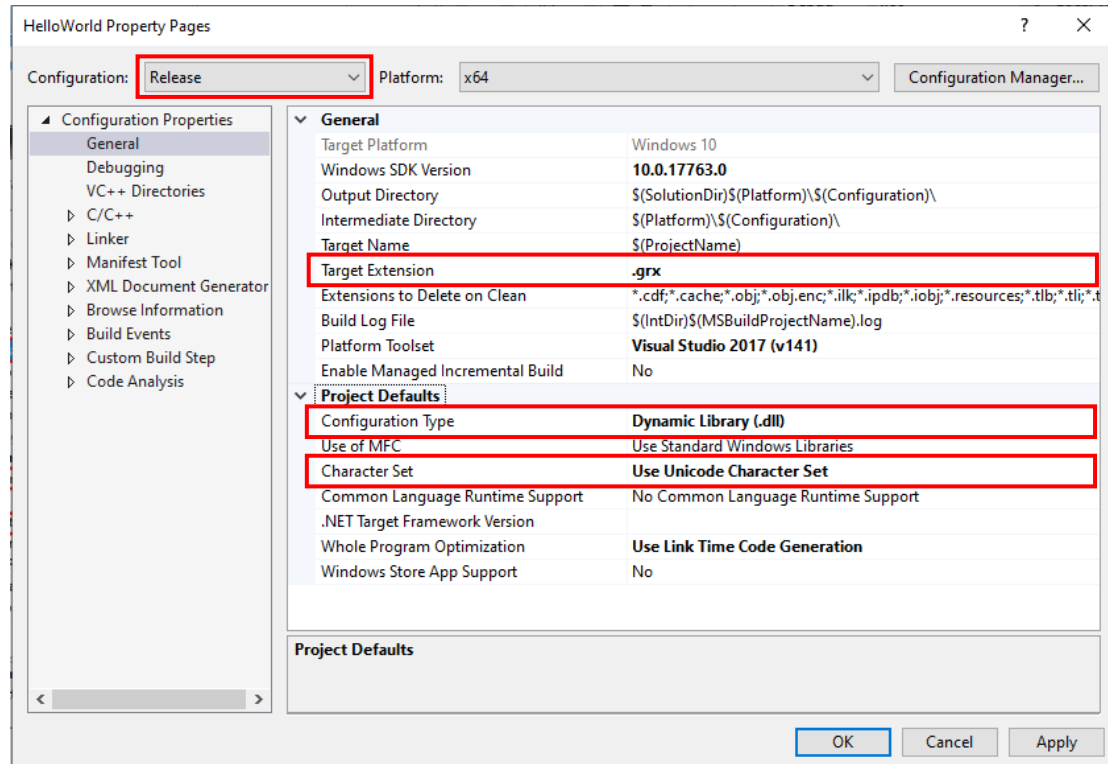 HelloWorld Property Pages ?
Configuration: Release Platform: x64 Configuration Manager...
Configuration Properties
General
Debugging
VC++ Directories
C/C++
Linker
Manifest Tool
XML Document Generator
Browse Information
Build Events
Custom Build Step
Code Analysis
General
Target Platform Windows 10
Windows SDK Version 10.0.17763.0
Output Directory $(SolutionDir)$(Platform)\$(Configuration)\
Intermediate Directory $(Platform)\$(Configuration)\
Target Name $(ProjectName)
Target Extension .grx
Extensions to Delete on Clean *.cdf;*.cache;*.obj;*.obj.enc;*.ilk;*.ipdb;*.iobj;*.resources;*.tlb;*.tli;*.t
Build Log File $(IntDir)$(MSBuildProjectName).log
Platform Toolset Visual Studio 2017 (v141)
Enable Managed Incremental Build No
Project Defaults
Configuration Type Dynamic Library (.dll)
Use of MFC Use Standard Windows Libraries
Character Set Use Unicode Character Set
Common Language Runtime Support No Common Language Runtime Support
.NET Target Framework Version
Whole Program Optimization Use Link Time Code Generation
Windows Store App Support No
Project Defaults
OK Cancel Apply